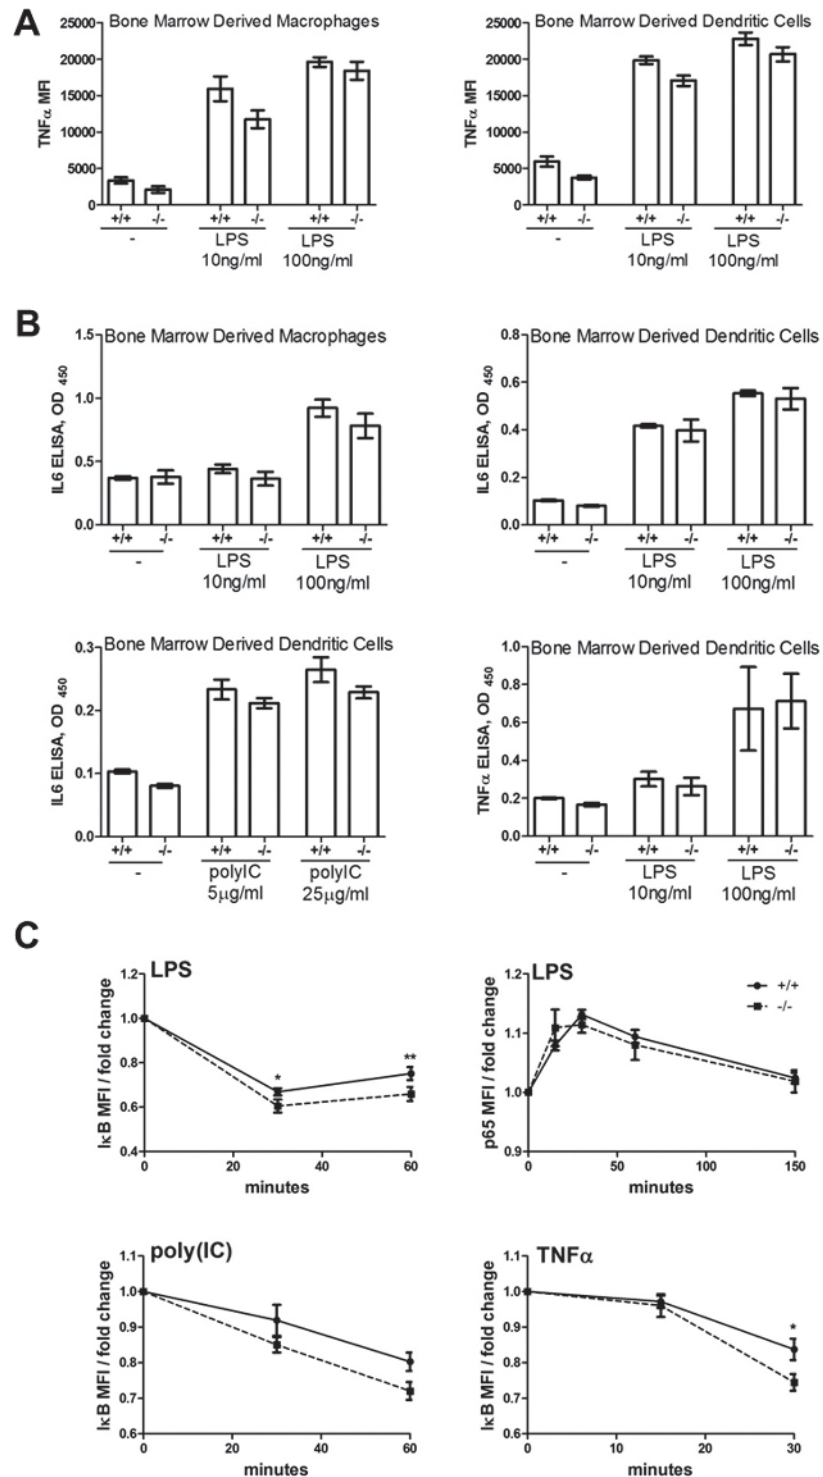 A
Bone Marrow Derived Macrophages
TNFα MFI
25000
20000
15000
10000
5000
0
+/+ -/- +/+ -/- +/+ -/-
- LPS LPS
10ng/ml 100ng/ml
Bone Marrow Derived Dendritic Cells
TNFα MFI
25000
20000
15000
10000
5000
0
+/+ -/- +/+ -/- +/+ -/-
- LPS LPS
10ng/ml 100ng/ml
B
Bone Marrow Derived Macrophages
IL6 ELISA, OD 450
1.5
1.0
0.5
0.0
+/+ -/- +/+ -/- +/+ -/-
- LPS LPS
10ng/ml 100ng/ml
Bone Marrow Derived Dendritic Cells
IL6 ELISA, OD 450
0.8
0.6
0.4
0.2
0.0
+/+ -/- +/+ -/- +/+ -/-
- LPS LPS
10ng/ml 100ng/ml
Bone Marrow Derived Dendritic Cells
IL6 ELISA, OD 450
0.3
0.2
0.1
0.0
+/+ -/- +/+ -/- +/+ -/-
- polyIC polyIC
5μg/ml 25μg/ml
Bone Marrow Derived Dendritic Cells
TNFα ELISA, OD 450
1.0
0.8
0.6
0.4
0.2
0.0
+/+ -/- +/+ -/- +/+ -/-
- LPS LPS
10ng/ml 100ng/ml
C
LPS
IκB MFI / fold change
1.2
1.0
0.8
0.6
0.4
* **
0 20 40 60
minutes
LPS
p65 MFI / fold change
1.2
1.1
1.0
0.9
+/+
-/-
0 50 100 150
minutes
poly(IC)
IκB MFI / fold change
1.1
1.0
0.9
0.8
0.7
0.6
0 20 40 60
minutes
TNFα
IκB MFI / fold change
1.1
1.0
0.9
0.8
0.7
0.6
*
0 10 20 30
minutes